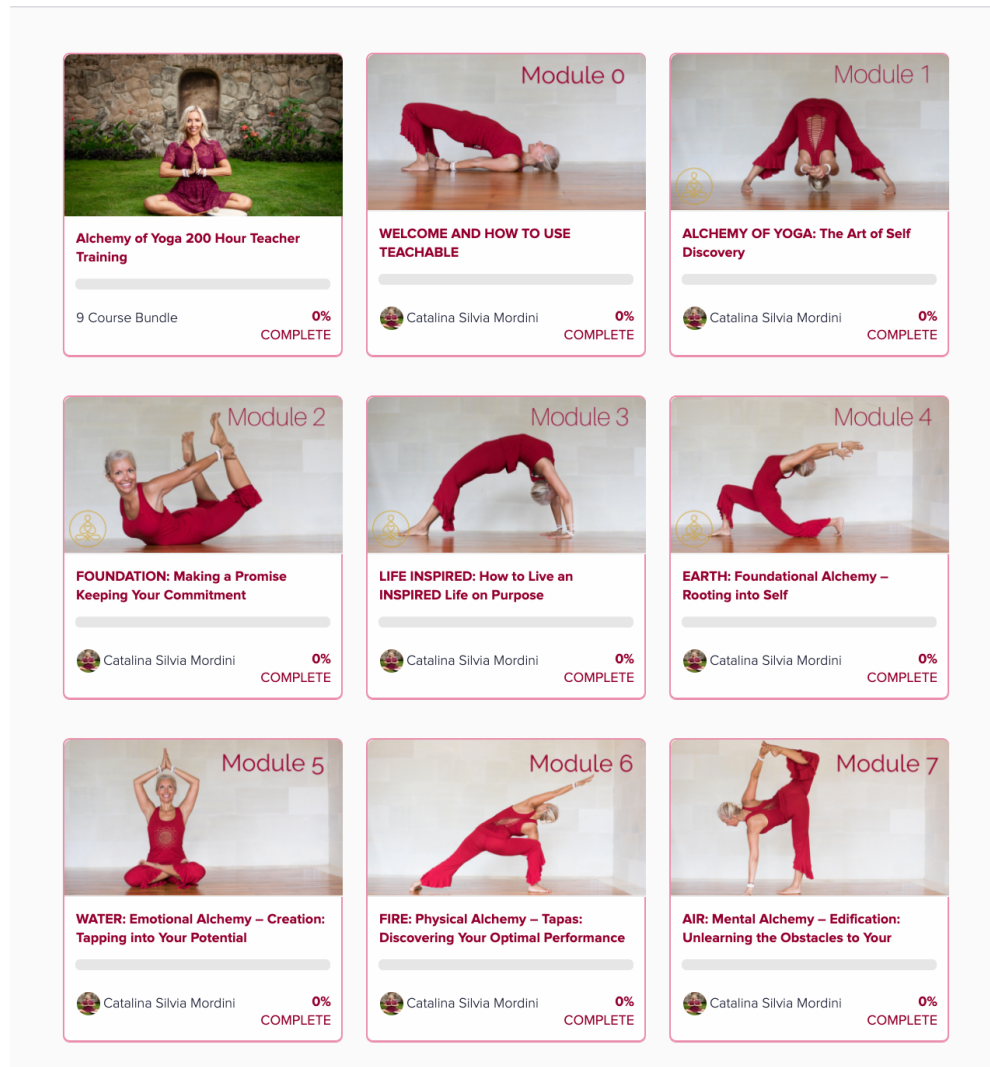 Alchemy of Yoga 200 Hour Teacher
Training
9 Course Bundle
0%
COMPLETE
Module 0
WELCOME AND HOW TO USE
TEACHABLE
Catalina Silvia Mordini
0%
COMPLETE
Module 1
ALCHEMY OF YOGA: The Art of Self
Discovery
Catalina Silvia Mordini
0%
COMPLETE
Module 2
FOUNDATION: Making a Promise
Keeping Your Commitment
Catalina Silvia Mordini
0%
COMPLETE
Module 3
LIFE INSPIRED: How to Live an
INSPIRED Life on Purpose
Catalina Silvia Mordini
0%
COMPLETE
Module 4
EARTH: Foundational Alchemy –
Rooting into Self
Catalina Silvia Mordini
0%
COMPLETE
Module 5
WATER: Emotional Alchemy – Creation:
Tapping into Your Potential
Catalina Silvia Mordini
0%
COMPLETE
Module 6
FIRE: Physical Alchemy – Tapas:
Discovering Your Optimal Performance
Catalina Silvia Mordini
0%
COMPLETE
Module 7
AIR: Mental Alchemy – Edification:
Unlearning the Obstacles to Your
Catalina Silvia Mordini
0%
COMPLETE